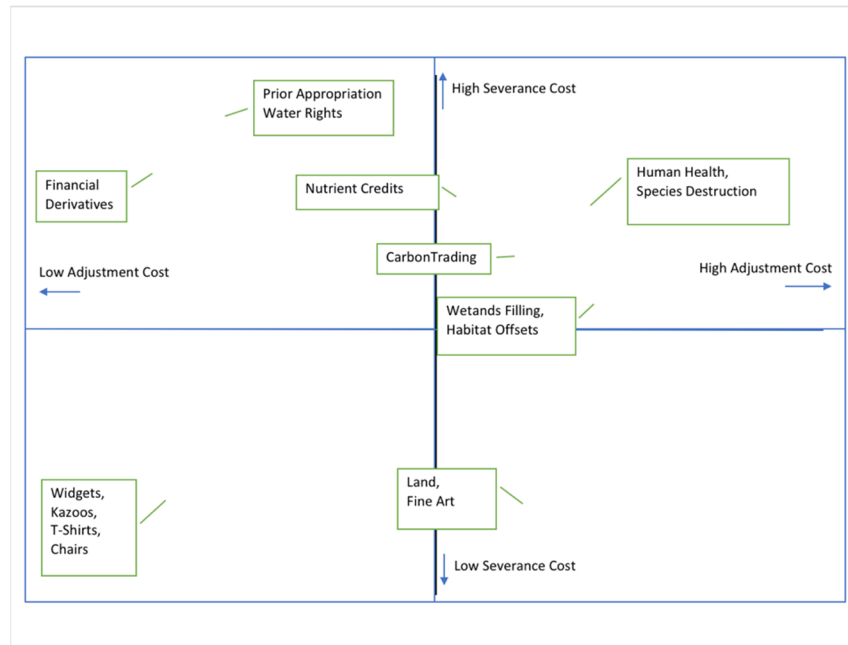 Prior Appropriation
Water Rights
High Severance Cost
Financial
Derivatives
Nutrient Credits
Human Health,
Species Destruction
CarbonTrading
Low Adjustment Cost
High Adjustment Cost
Wetands Filling,
Habitat Offsets
Widgets,
Kazoos,
T-Shirts,
Chairs
Land,
Fine Art
Low Severance Cost